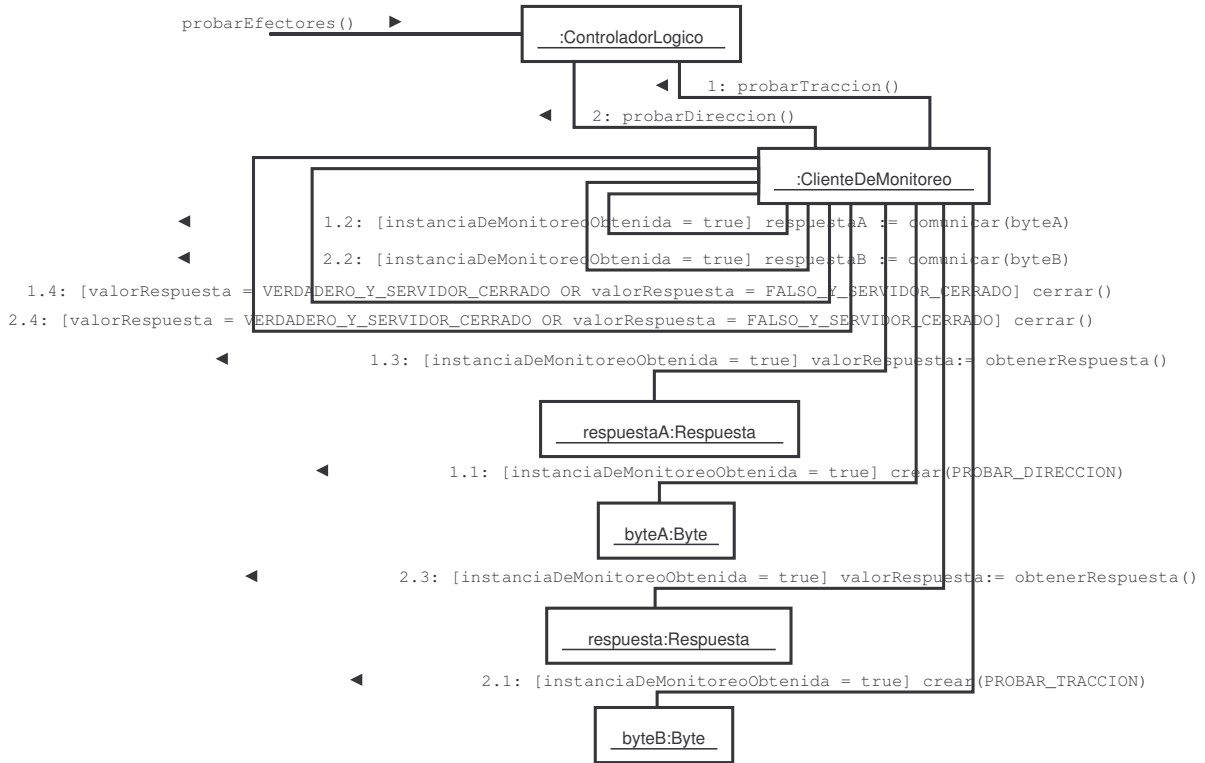 probarEfectores()
:ControladorLogico
1: probarTraccion()
2: probarDireccion()
:ClienteDeMonitoreo
1.2: [instanciaDeMonitoreoObtenida = true] respuestaA := comunicar(byteA)
2.2: [instanciaDeMonitoreoObtenida = true] respuestaB := comunicar(byteB)
1.4: [valorRespuesta = VERDADERO_Y_SERVIDOR_CERRADO OR valorRespuesta = FALSO_Y_SERVIDOR_CERRADO] cerrar()
2.4: [valorRespuesta = VERDADERO_Y_SERVIDOR_CERRADO OR valorRespuesta = FALSO_Y_SERVIDOR_CERRADO] cerrar()
1.3: [instanciaDeMonitoreoObtenida = true] valorRespuesta:= obtenerRespuesta()
respuestaA:Respuesta
1.1: [instanciaDeMonitoreoObtenida = true] crear(PROBAR_DIRECCION)
byteA:Byte
2.3: [instanciaDeMonitoreoObtenida = true] valorRespuesta:= obtenerRespuesta()
respuesta:Respuesta
2.1: [instanciaDeMonitoreoObtenida = true] crear(PROBAR_TRACCION)
byteB:Byte